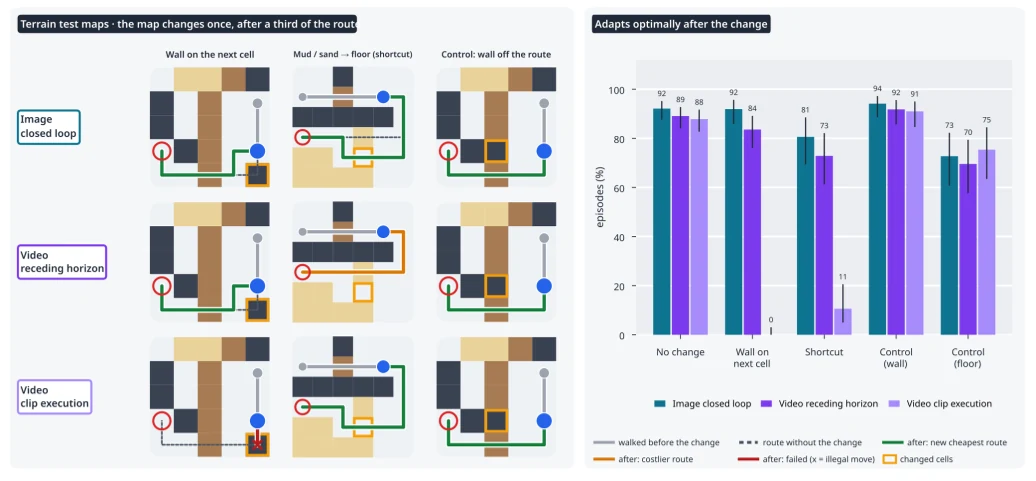 Terrain test maps · the map changes once, after a third of the route
Wall on the next cell
Mud / sand → floor (shortcut)
Control: wall off the route
Image
closed loop
Video
receding horizon
Video
clip execution
Adapts optimally after the change
episodes (%)
100
80
60
40
20
0
92
89
88
92
84
0
81
73
11
94
92
91
73
70
75
No change
Wall on
next cell
Shortcut
Control
(wall)
Control
(floor)
Image closed loop
Video receding horizon
Video clip execution
walked before the change
route without the change
after: new cheapest route
after: costlier route
after: failed (x = illegal move)
changed cells